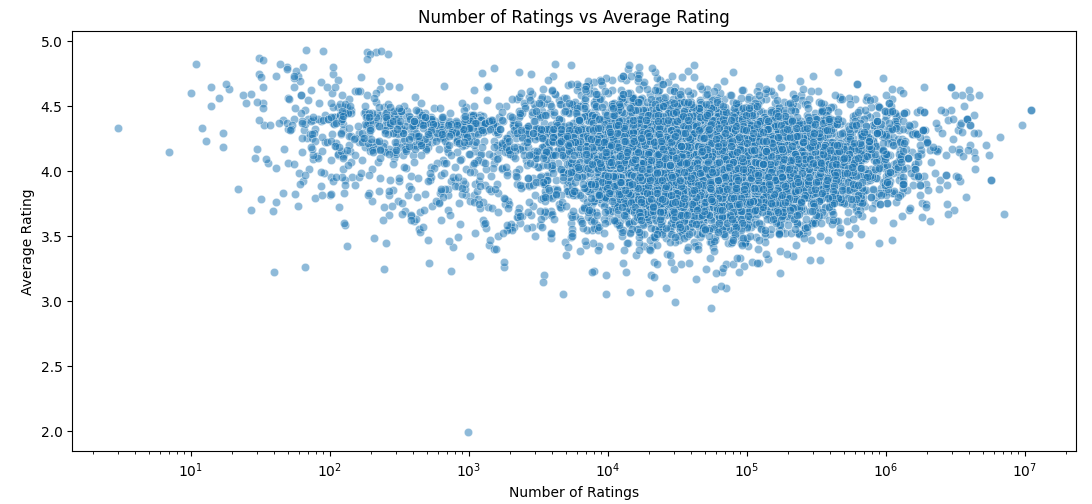 Number of Ratings vs Average Rating
Average Rating
5.0
4.5
4.0
3.5
3.0
2.5
2.0
10¹ 10² 10³ 10⁴ 10⁵ 10⁶ 10⁷
Number of Ratings